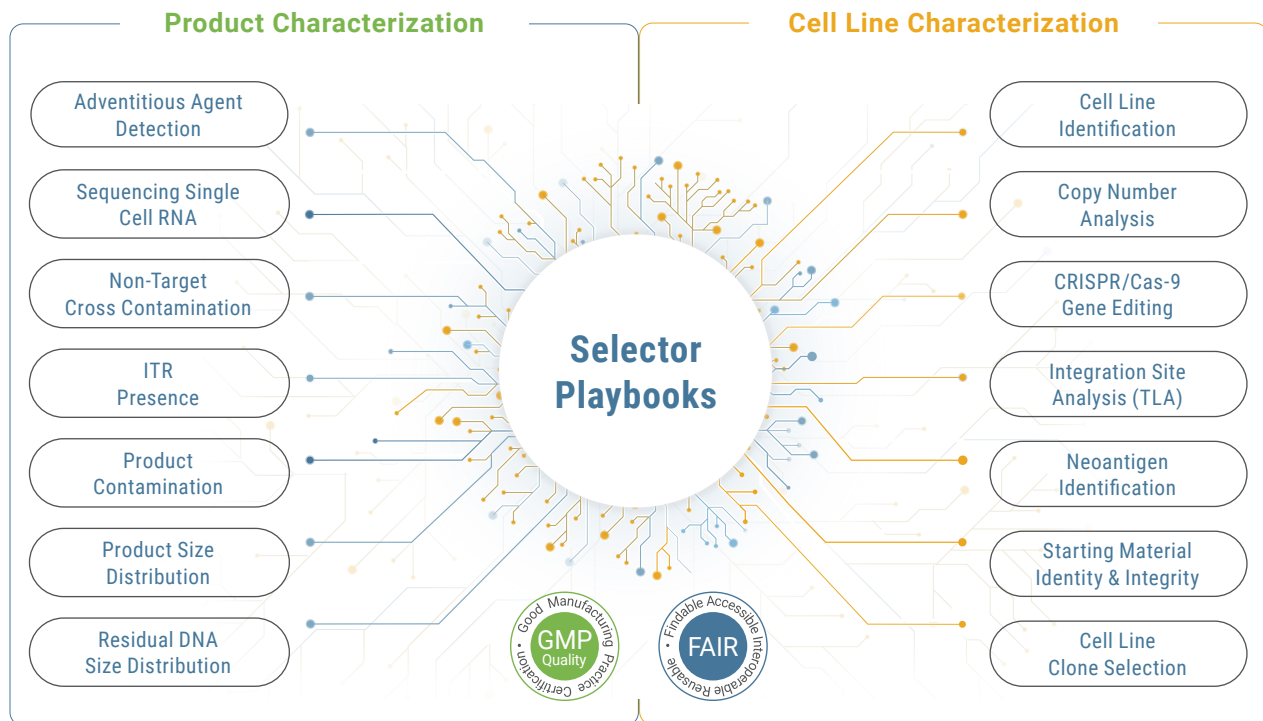 Product Characterization
Cell Line Characterization
Adventitious Agent
Detection
Sequencing Single
Cell RNA
Non-Target
Cross Contamination
ITR
Presence
Product
Contamination
Product Size
Distribution
Residual DNA
Size Distribution
Selector
Playbooks
Cell Line
Identification
Copy Number
Analysis
CRISPR/Cas-9
Gene Editing
Integration Site
Analysis (TLA)
Neoantigen
Identification
Starting Material
Identity & Integrity
Cell Line
Clone Selection
Good Manufacturing Practice Certification •
GMP
Quality
Findable Accessible Interoperable Reusable •
FAIR